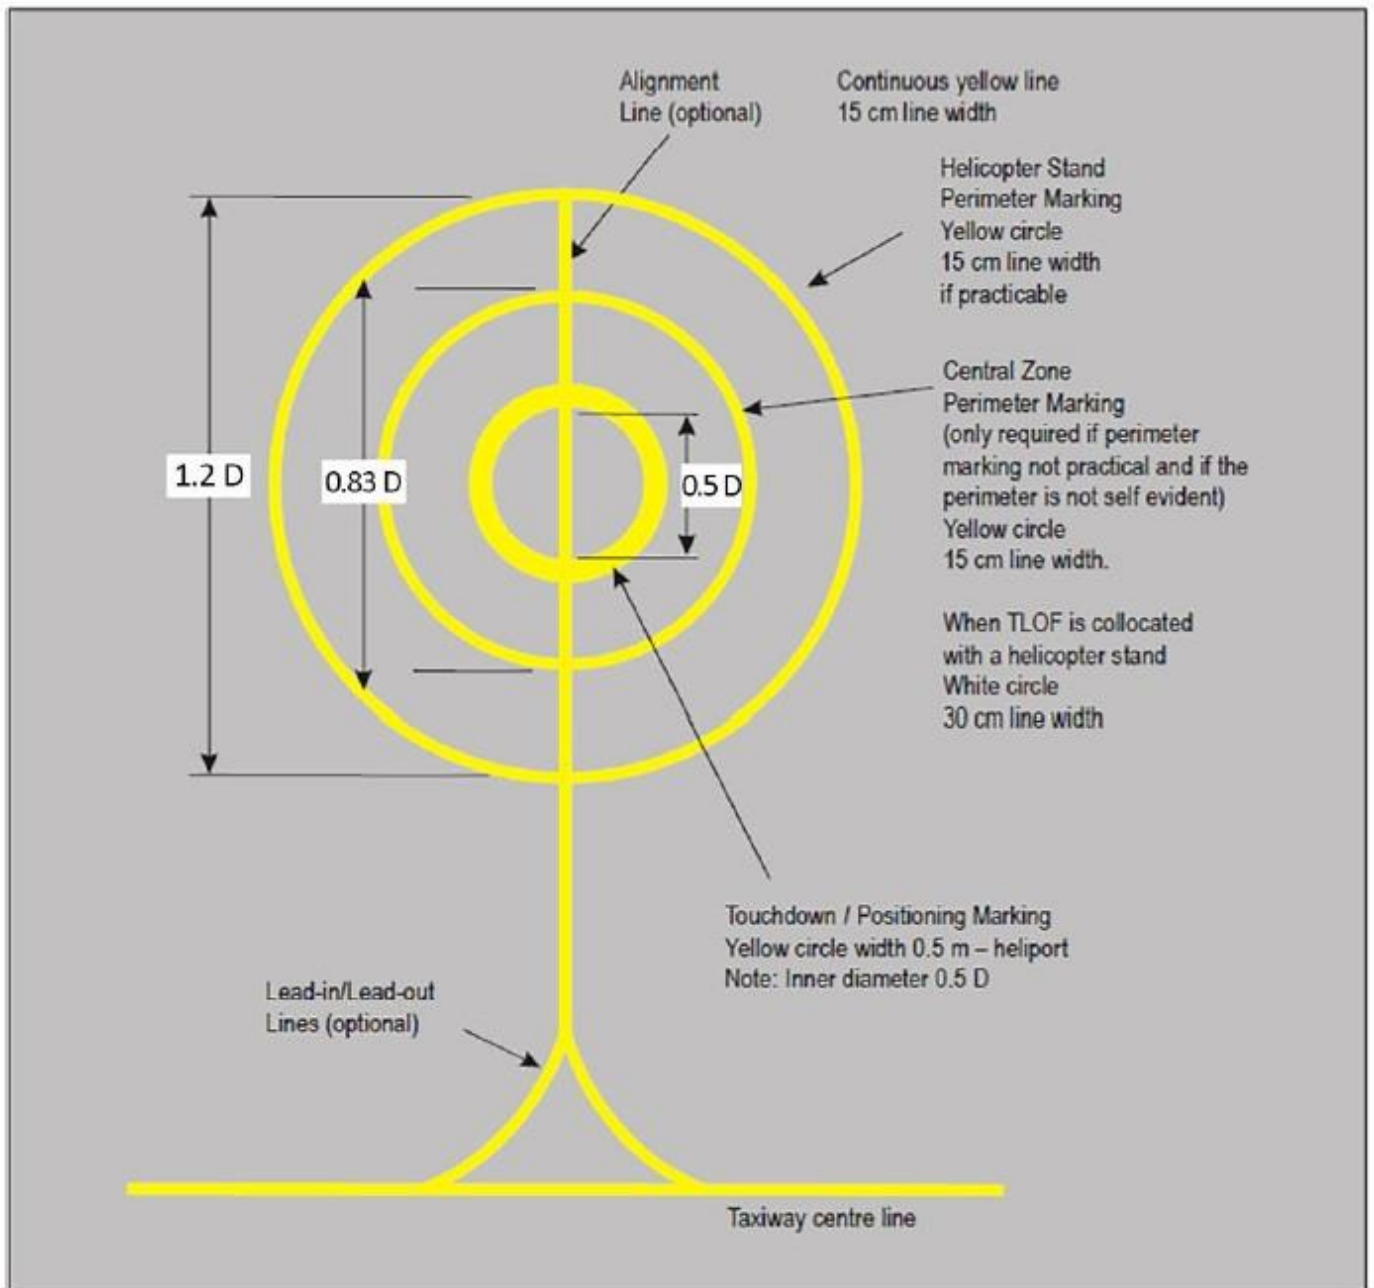 Alignment
Line (optional)
Continuous yellow line
15 cm line width
Helicopter Stand
Perimeter Marking
Yellow circle
15 cm line width
if practicable
Central Zone
Perimeter Marking
(only required if perimeter
marking not practical and if the
perimeter is not self evident)
Yellow circle
15 cm line width.
When TLOF is collocated
with a helicopter stand
White circle
30 cm line width
1.2 D
0.83 D
0.5 D
Touchdown / Positioning Marking
Yellow circle width 0.5 m – heliport
Note: Inner diameter 0.5 D
Lead-in/Lead-out
Lines (optional)
Taxiway centre line